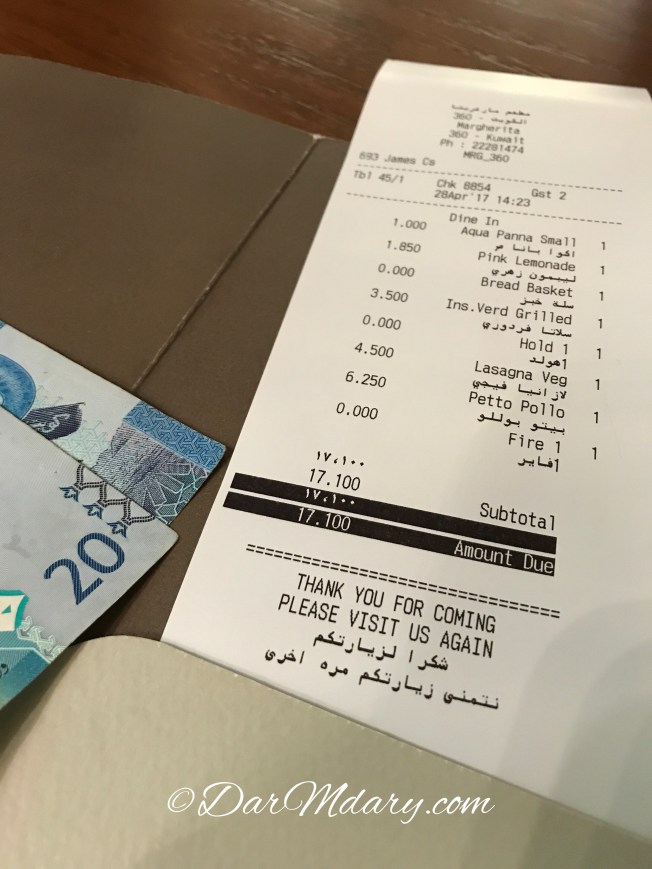 مطعم مارغريتا
الكويت - 360
Margherita
360 - Kuwait
Ph : 22281474
MRG_360
693 James Cs
Tbl 45/1 Chk 8854 Gst 2
28Apr'17 14:23
Dine In
1.000 Aqua Panna Small 1
اكوا بانا ص
1.850 Pink Lemonade 1
ليبمون زهري
0.000 Bread Basket 1
سلة خبز
3.500 Ins.Verd Grilled 1
سلاتا فردوري
0.000 Hold 1 1
اهولد
4.500 Lasagna Veg 1
لازانيا فيجي
6.250 Petto Pollo 1
بيتو بوللو
0.000 Fire 1 1
افاير
١٧,١٠٠
17.100 Subtotal
١٧,١٠٠
17.100 Amount Due
THANK YOU FOR COMING
PLEASE VISIT US AGAIN
شكرا لزيارتكم
نتمنى زيارتكم مره اخرى
20
©DarMdary.com